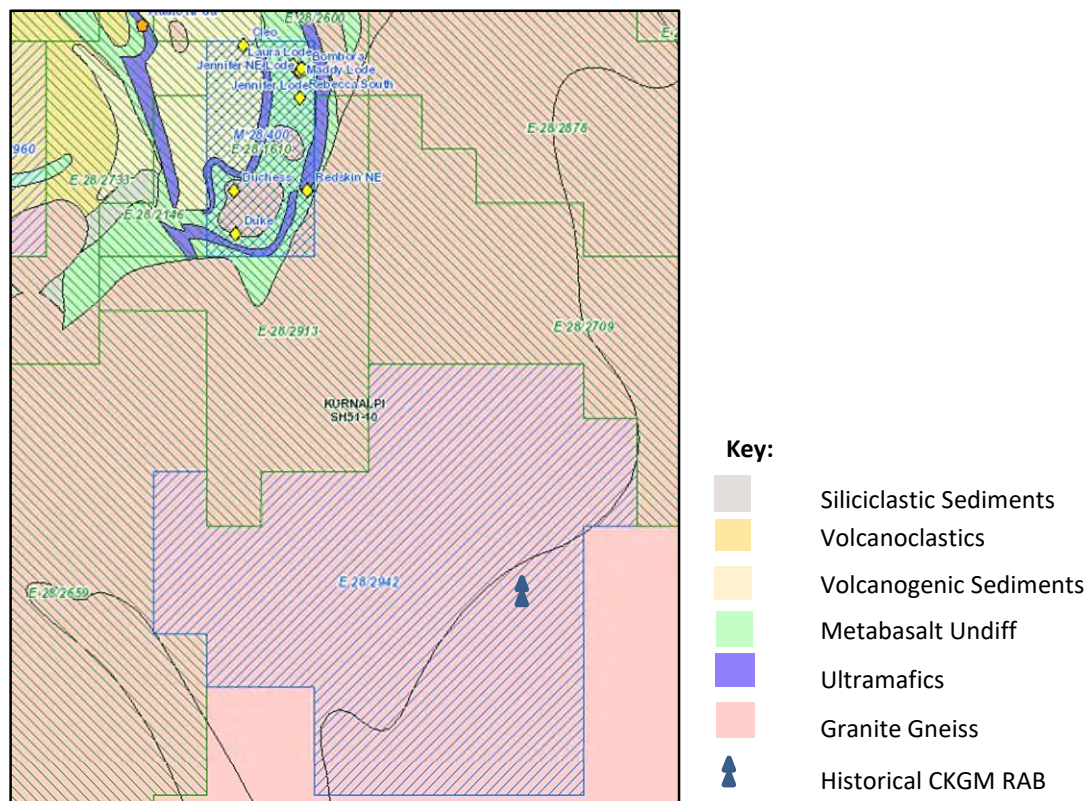 E 28/2600
Cleo
Laura Lode
Bombora
Jennifer NE Lode
Maddy Lode
Jennifer Lode
Rebecca South
E 28/2878
M 28/400
E 28/1610
960
E 28/2733
Duchess
Redskin NE
E 28/2146
Duke
E 28/2913
E 28/2709
KURNALPI
SH51-10
E 28/2942
E 28/2659
Key:
Siliciclastic Sediments
Volcanoclastics
Volcanogenic Sediments
Metabasalt Undiff
Ultramafics
Granite Gneiss
Historical CKGM RAB